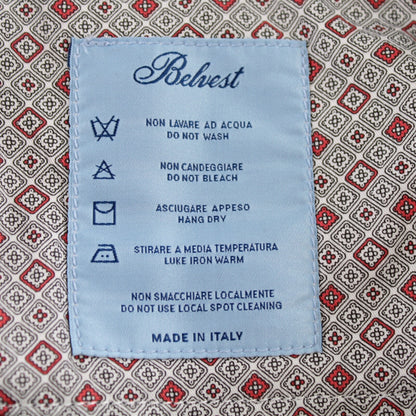 Belvest
NON LAVARE AD ACQUA
DO NOT WASH
NON CANDEGGIARE
DO NOT BLEACH
ASCIUGARE APPESO
HANG DRY
STIRARE A MEDIA TEMPERATURA
LUKE IRON WARM
NON SMACCHIARE LOCALMENTE
DO NOT USE LOCAL SPOT CLEANING
MADE IN ITALY